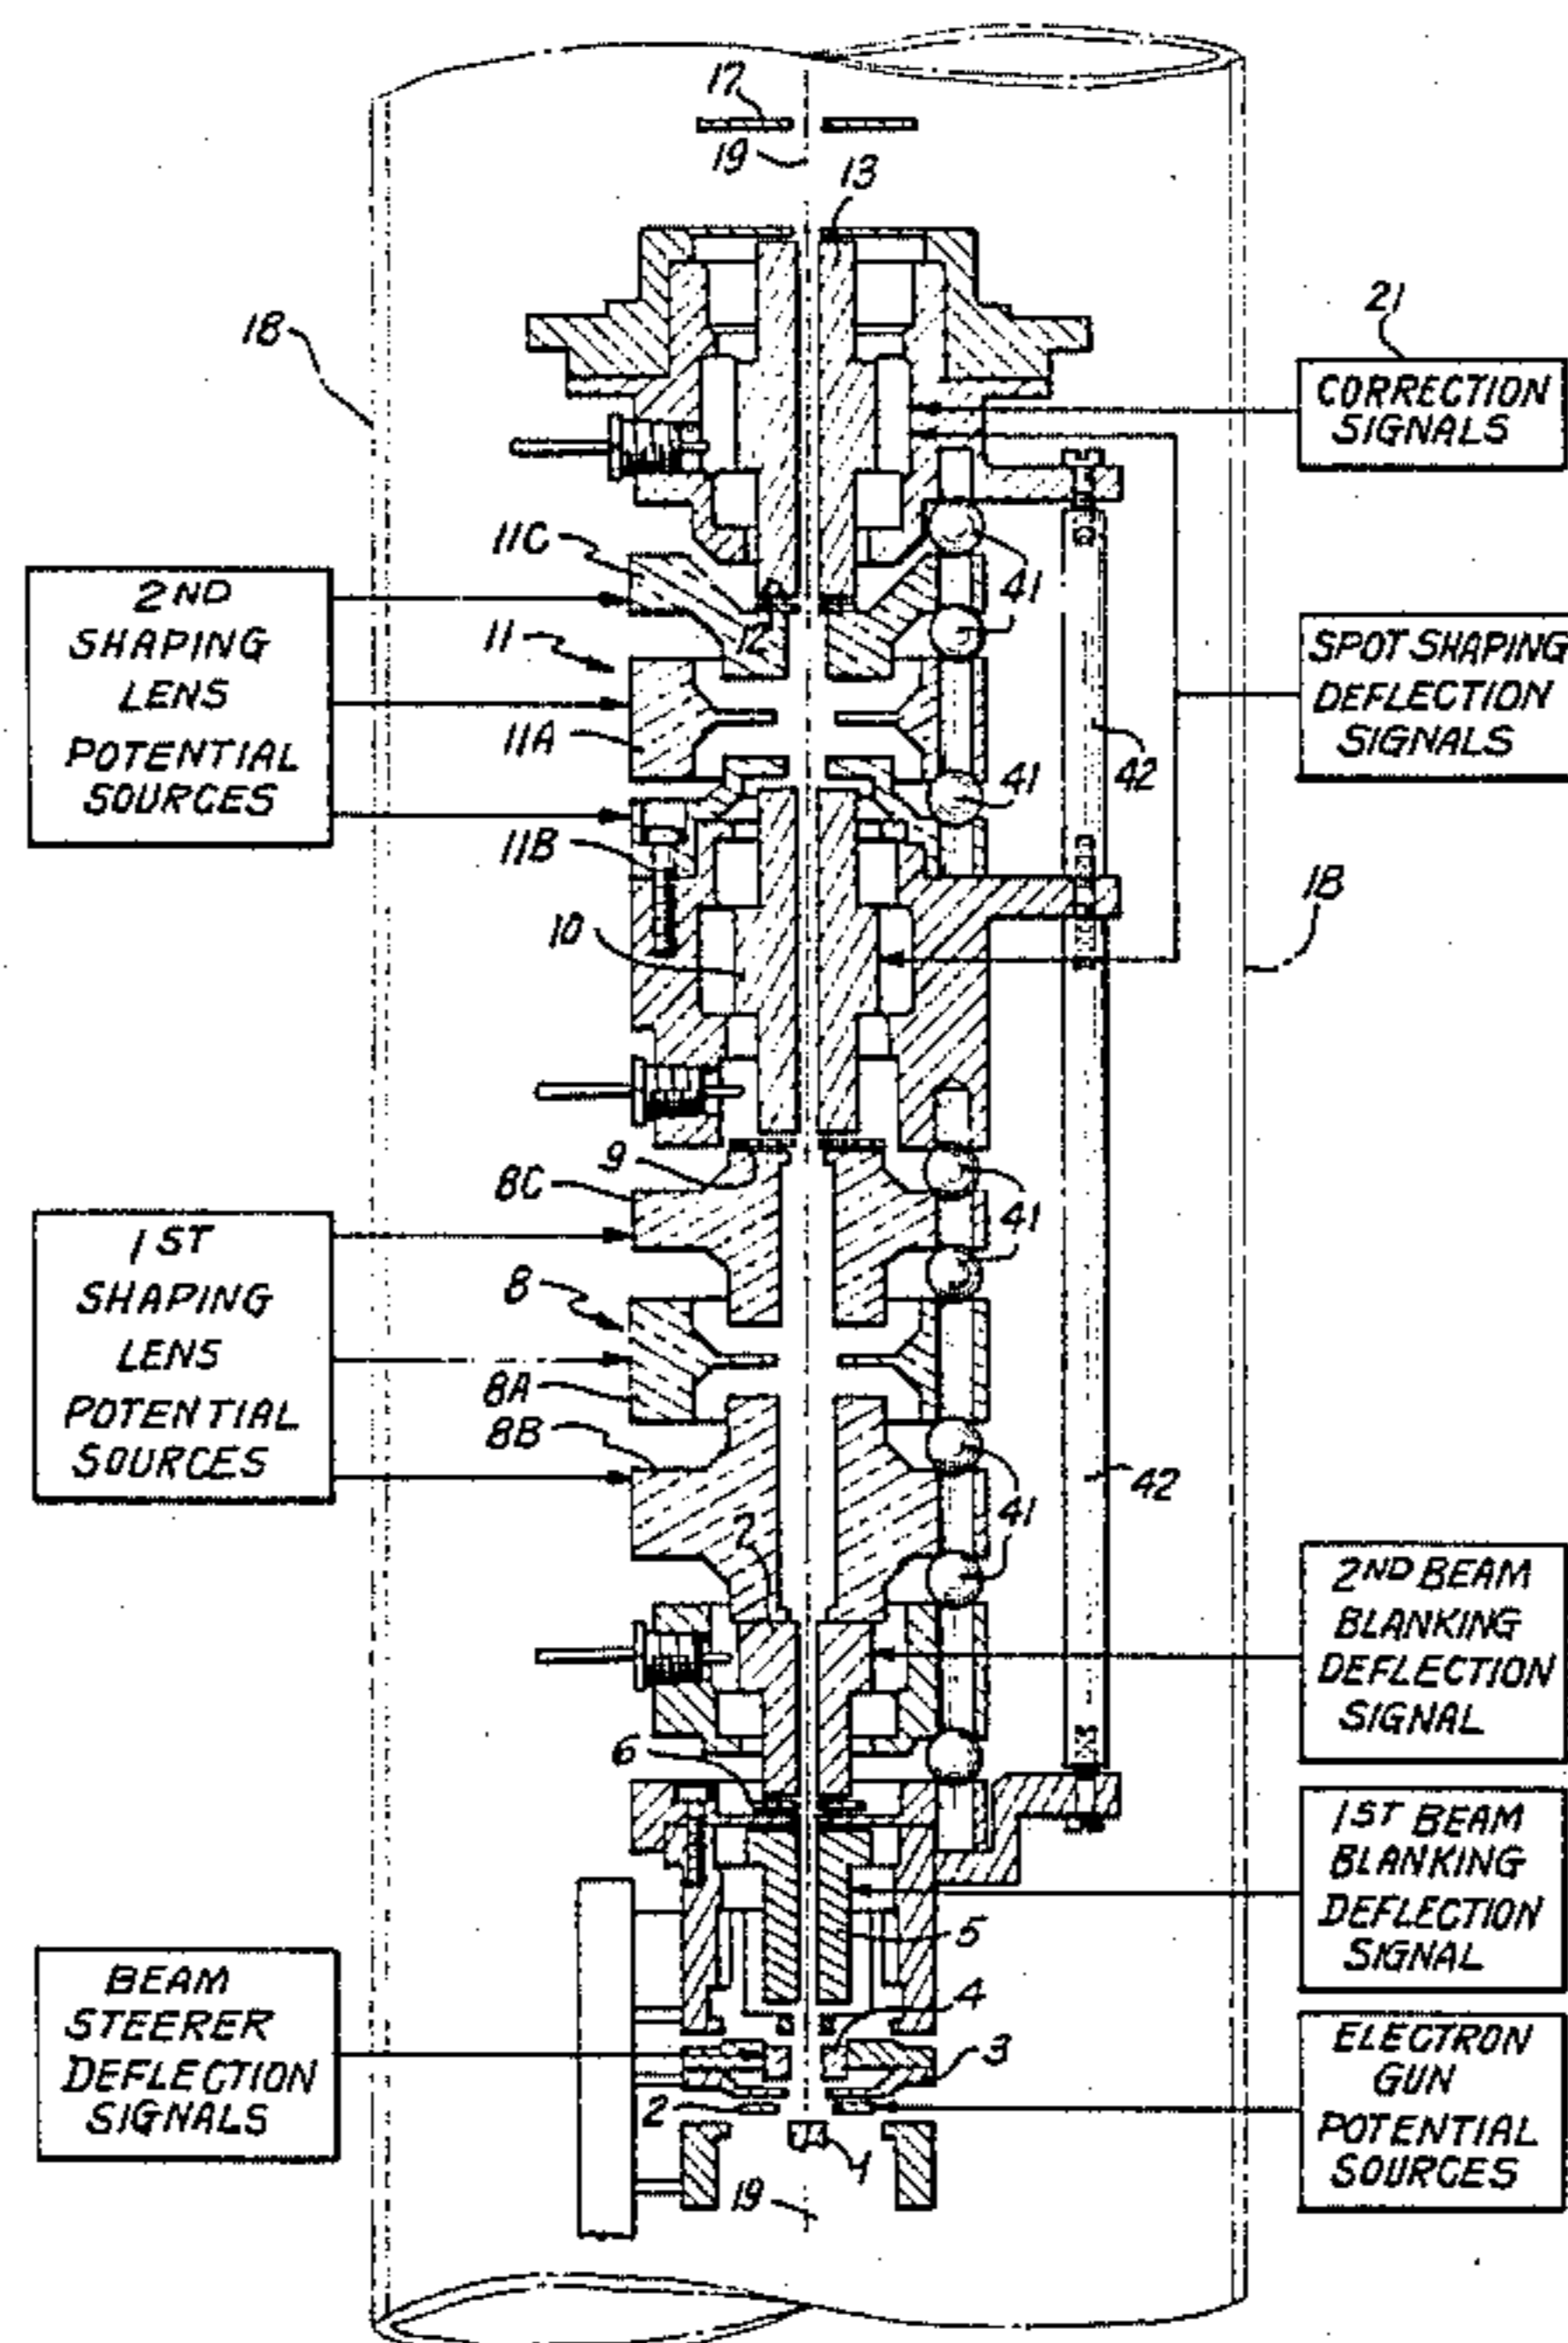 17
19
13
18
21
CORRECTION
SIGNALS
11C
41
2ND
SHAPING
LENS
POTENTIAL
SOURCES
11
12
SPOT SHAPING
DEFLECTION
SIGNALS
11A
42
41
11B
18
10
9
8C
41
1ST
SHAPING
LENS
POTENTIAL
SOURCES
8
8A
8B
42
41
7
2ND BEAM
BLANKING
DEFLECTION
SIGNAL
6
1ST BEAM
BLANKING
DEFLECTION
SIGNAL
5
BEAM
STEERER
DEFLECTION
SIGNALS
4
3
ELECTRON
GUN
POTENTIAL
SOURCES
2
1
19